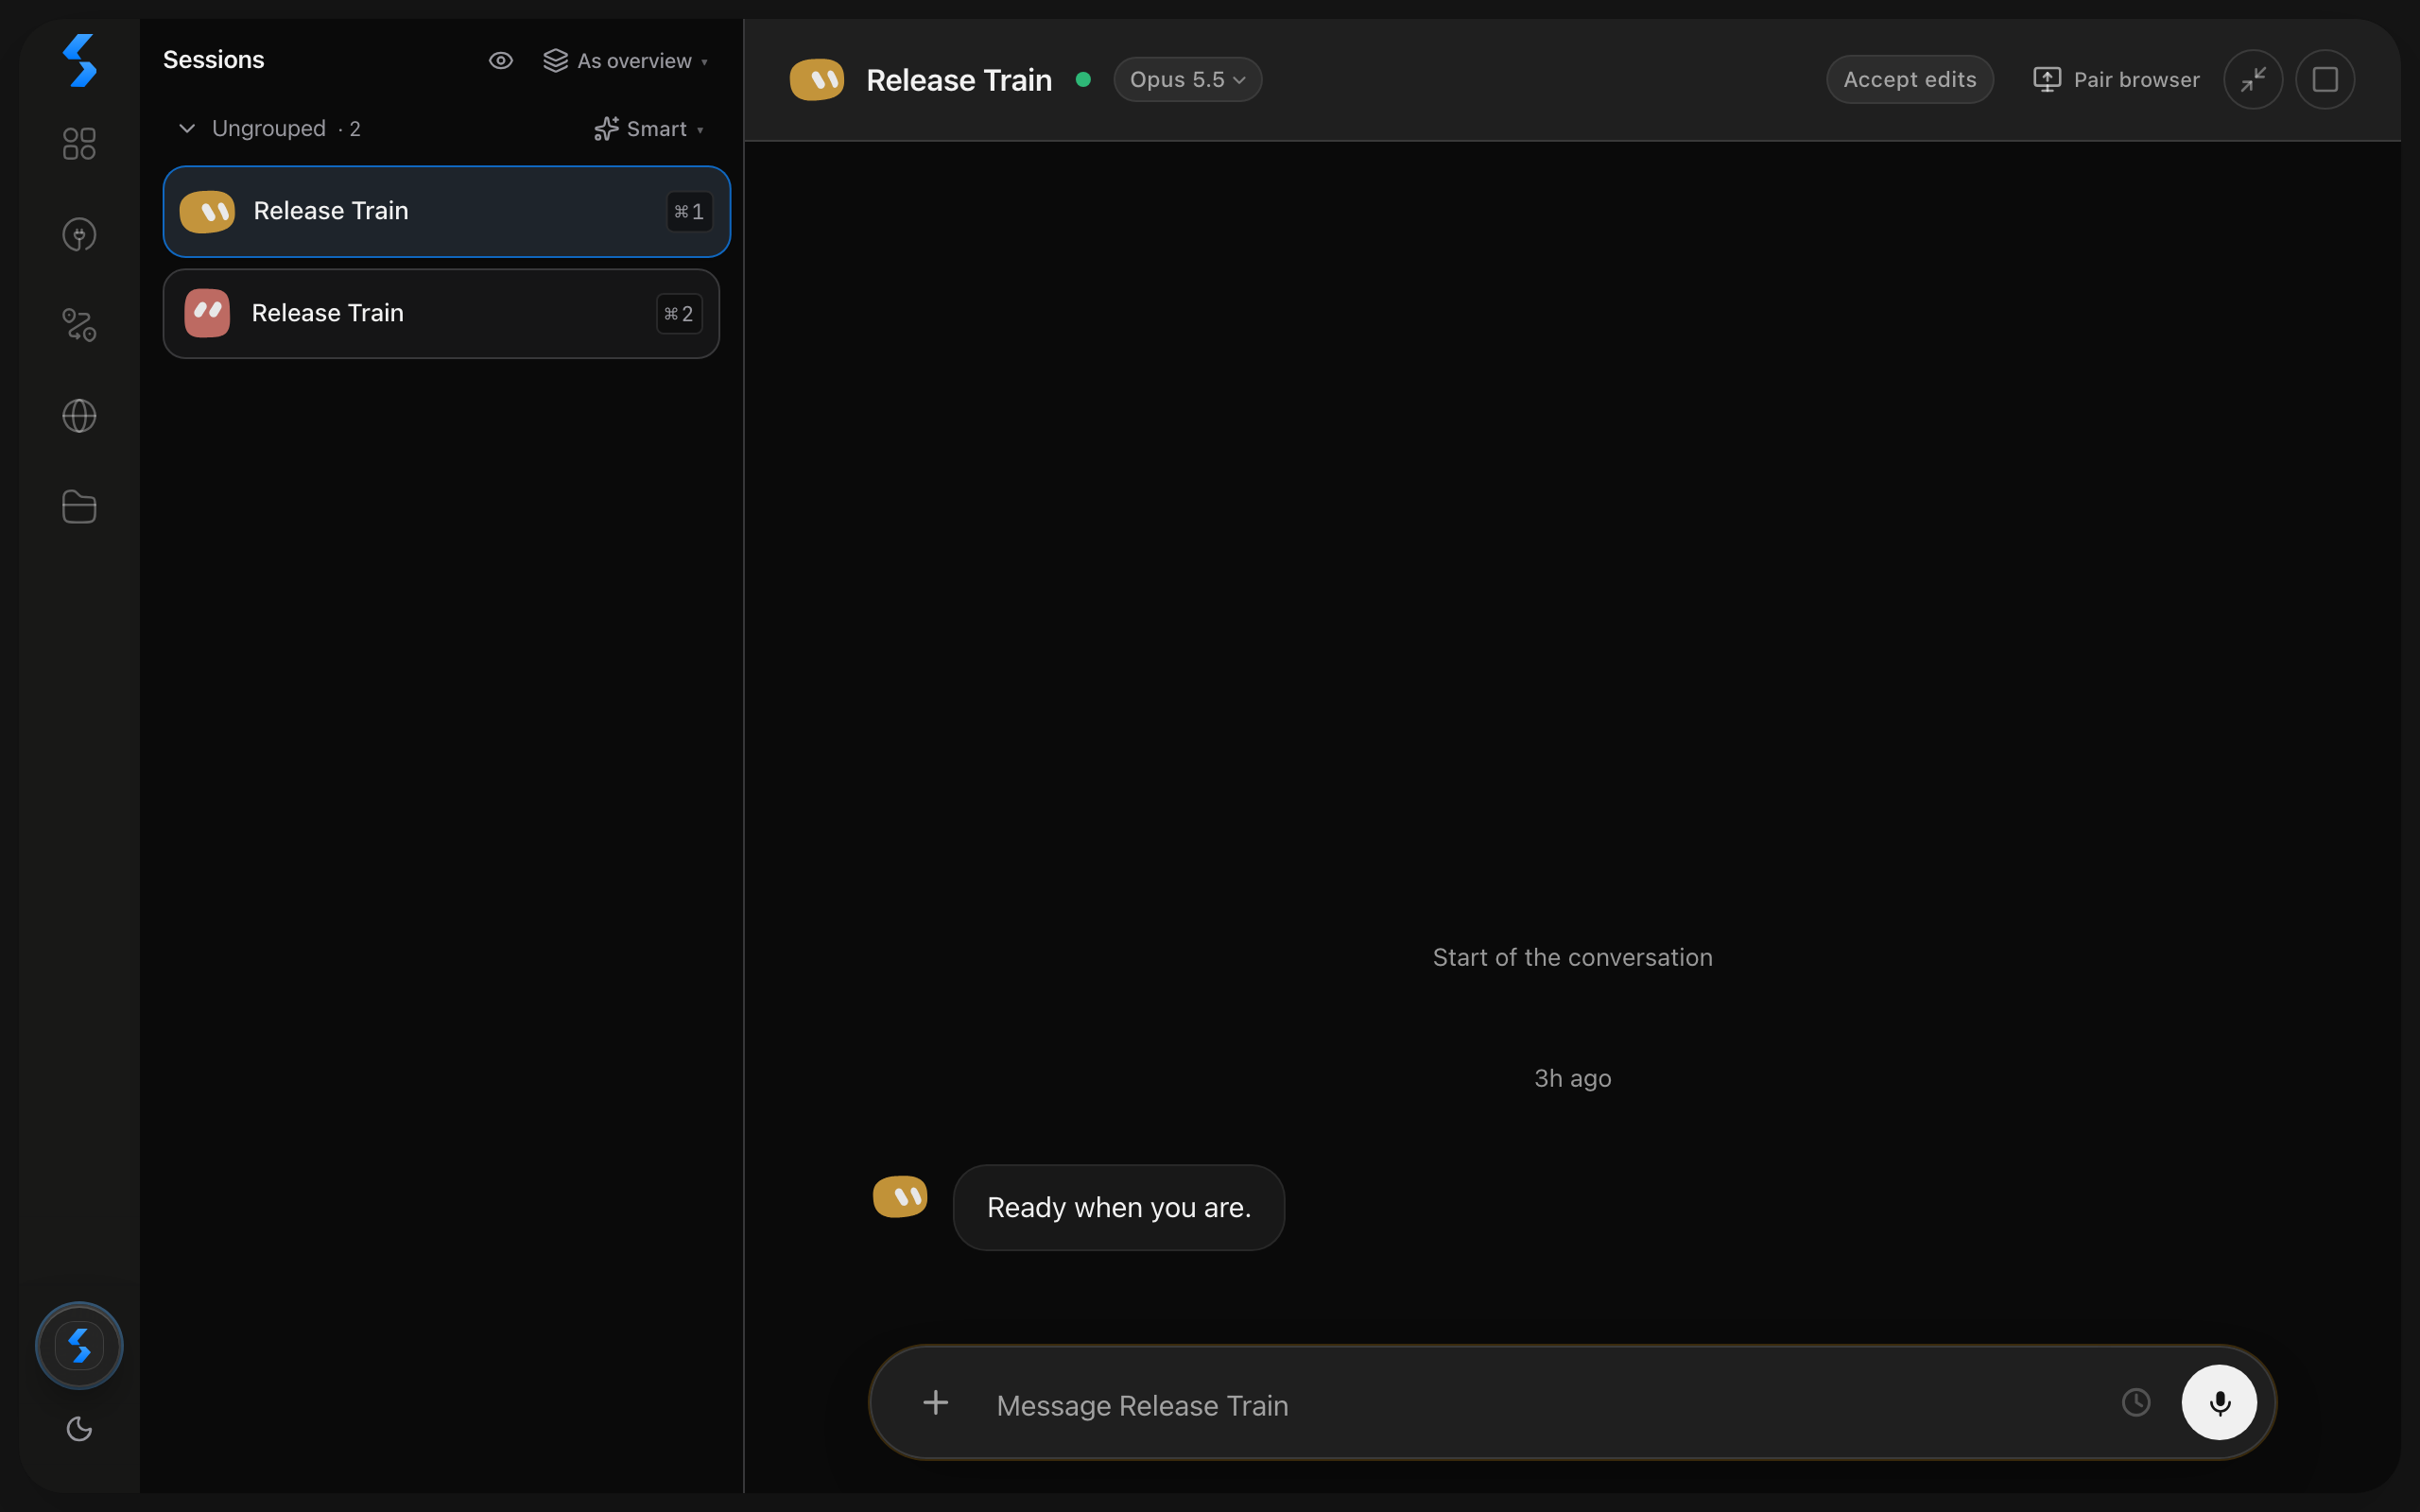 Sessions
As overview
Ungrouped · 2
Smart
Release Train
⌘1
Release Train
⌘2
Release Train
Opus 5.5
Accept edits
Pair browser
Start of the conversation
3h ago
Ready when you are.
Message Release Train